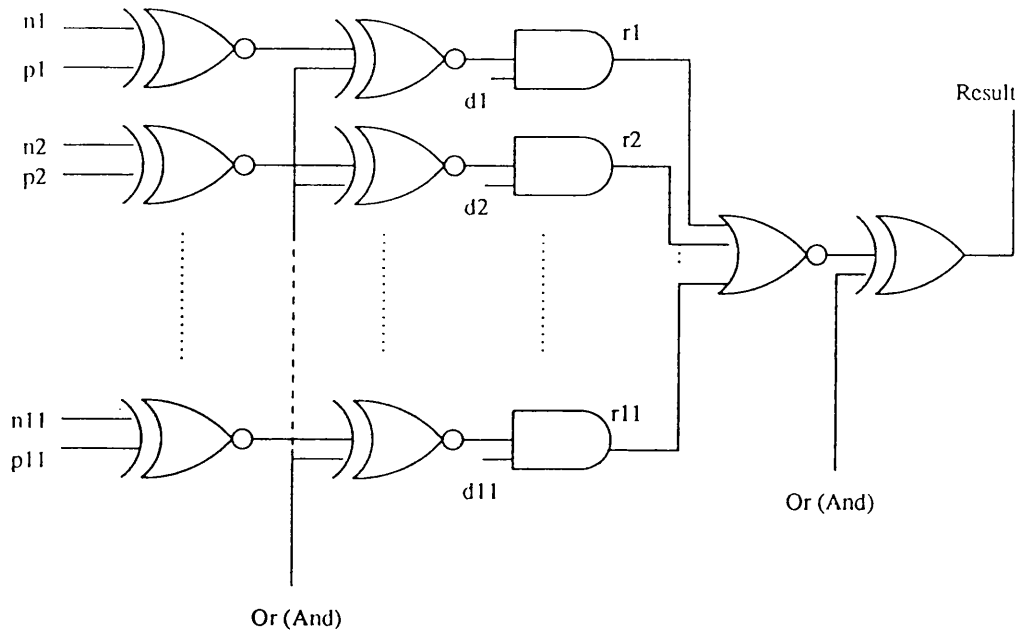 n1
p1
d1
r1
Result
n2
p2
d2
r2
n11
p11
d11
r11
Or (And)
Or (And)